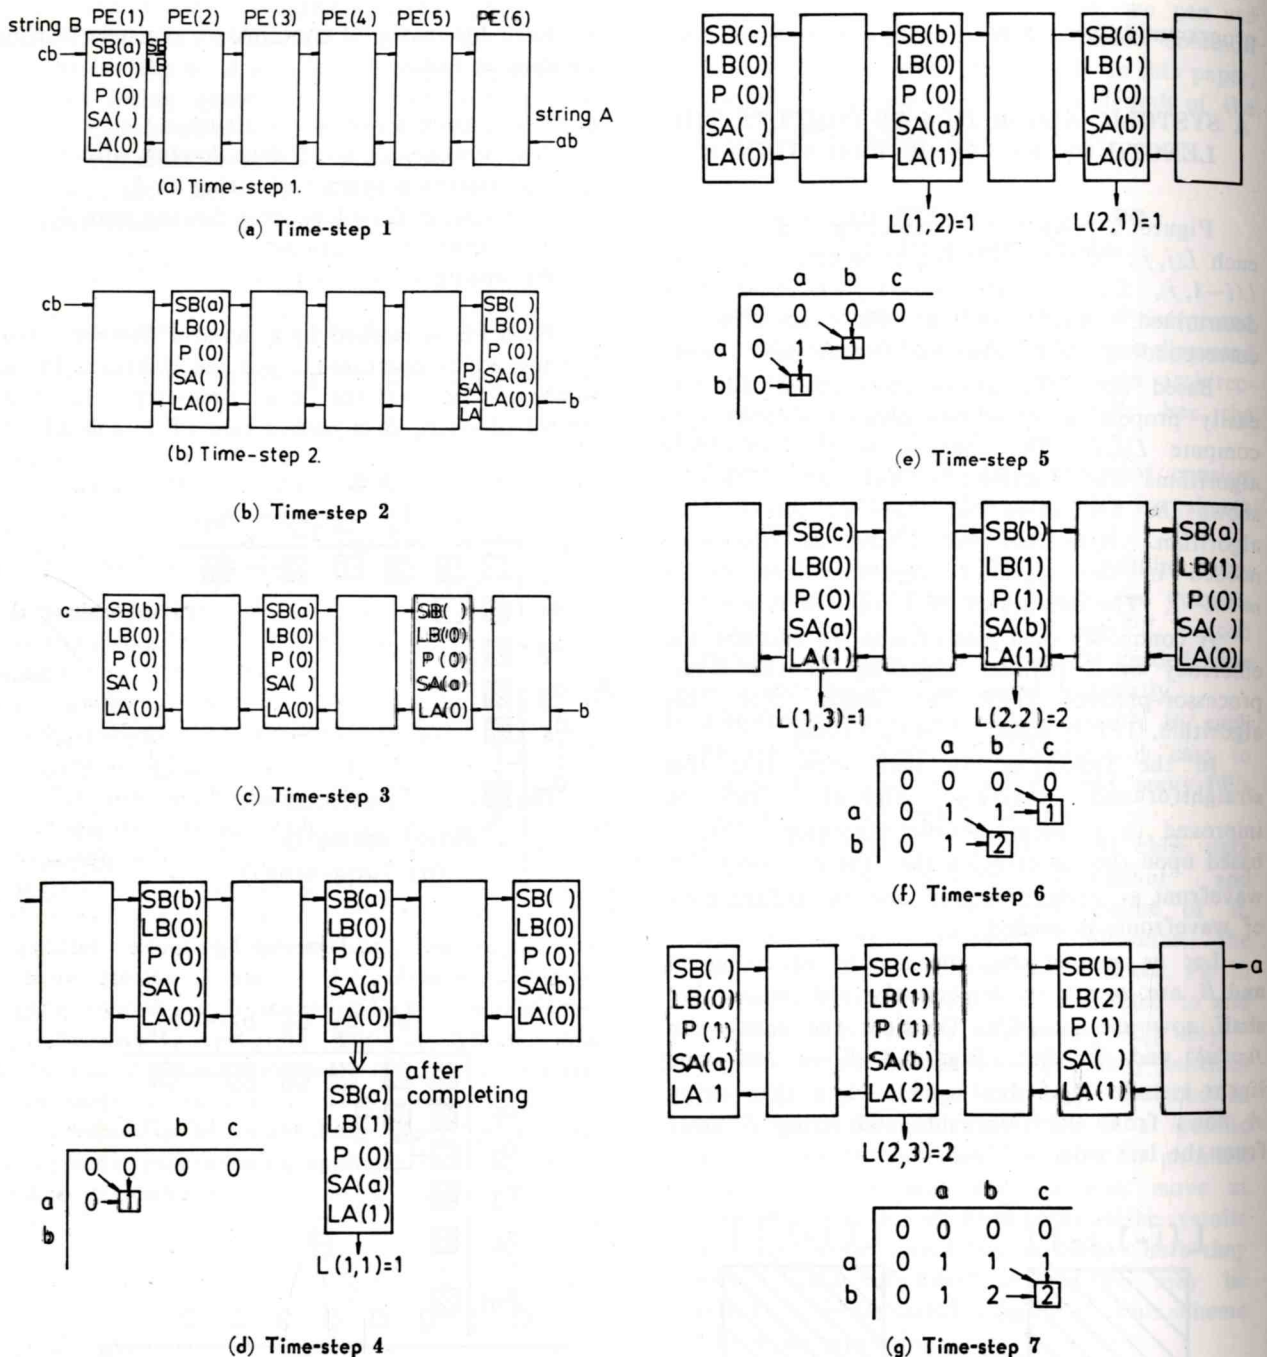 PE(1) PE(2) PE(3) PE(4) PE(5) PE(6)
string B
cb
SB(a)
LB(0)
P(0)
SA( )
LA(0)
SB
LB
string A
ab
(a) Time-step 1.
(a) Time-step 1
cb
SB(a)
LB(0)
P(0)
SA( )
LA(0)
P
SA
LA
SB( )
LB(0)
P(0)
SA(a)
LA(0)
b
(b) Time-step 2.
(b) Time-step 2
c
SB(b)
LB(0)
P(0)
SA( )
LA(0)
SB(a)
LB(0)
P(0)
SA( )
LA(0)
SB( )
LB(0)
P(0)
SA(a)
LA(0)
b
(c) Time-step 3
SB(b)
LB(0)
P(0)
SA( )
LA(0)
SB(a)
LB(0)
P(0)
SA(a)
LA(0)
SB( )
LB(0)
P(0)
SA(b)
LA(0)
after
completing
SB(a)
LB(1)
P(0)
SA(a)
LA(1)
L(1,1)=1
a b c
0 0 0 0
a 0 1
b
(d) Time-step 4
SB(c)
LB(0)
P(0)
SA( )
LA(0)
SB(b)
LB(0)
P(0)
SA(a)
LA(1)
SB(a)
LB(1)
P(0)
SA(b)
LA(0)
L(1,2)=1
L(2,1)=1
a b c
0 0 0 0
a 0 1 1
b 0 1
(e) Time-step 5
SB(c)
LB(0)
P(0)
SA(a)
LA(1)
SB(b)
LB(1)
P(1)
SA(b)
LA(1)
SB(a)
LB(1)
P(0)
SA( )
LA(0)
L(1,3)=1
L(2,2)=2
a b c
0 0 0 0
a 0 1 1 1
b 0 1 2
(f) Time-step 6
SB( )
LB(0)
P(1)
SA(a)
LA 1
SB(c)
LB(1)
P(1)
SA(b)
LA(2)
SB(b)
LB(2)
P(1)
SA( )
LA(1)
a
L(2,3)=2
a b c
0 0 0 0
a 0 1 1 1
b 0 1 2 2
(g) Time-step 7